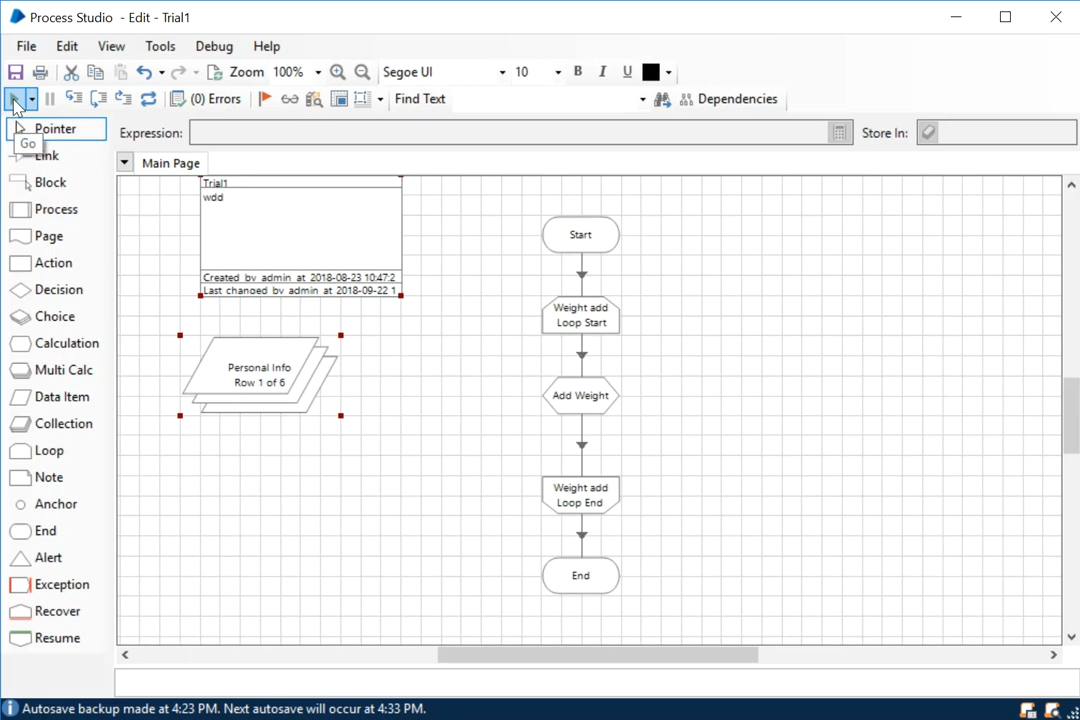 Process Studio - Edit - Trial1
File Edit View Tools Debug Help
Zoom 100% Segoe UI 10 B I U
(0) Errors Find Text Dependencies
Pointer
Go
Link
Block
Process
Page
Action
Decision
Choice
Calculation
Multi Calc
Data Item
Collection
Loop
Note
Anchor
End
Alert
Exception
Recover
Resume
Expression: Store In:
Main Page
Trial1
wdd
Created by admin at 2018-08-23 10:47:2
Last changed by admin at 2018-09-22 1
Personal Info
Row 1 of 6
Start
Weight add
Loop Start
Add Weight
Weight add
Loop End
End
Autosave backup made at 4:23 PM. Next autosave will occur at 4:33 PM.